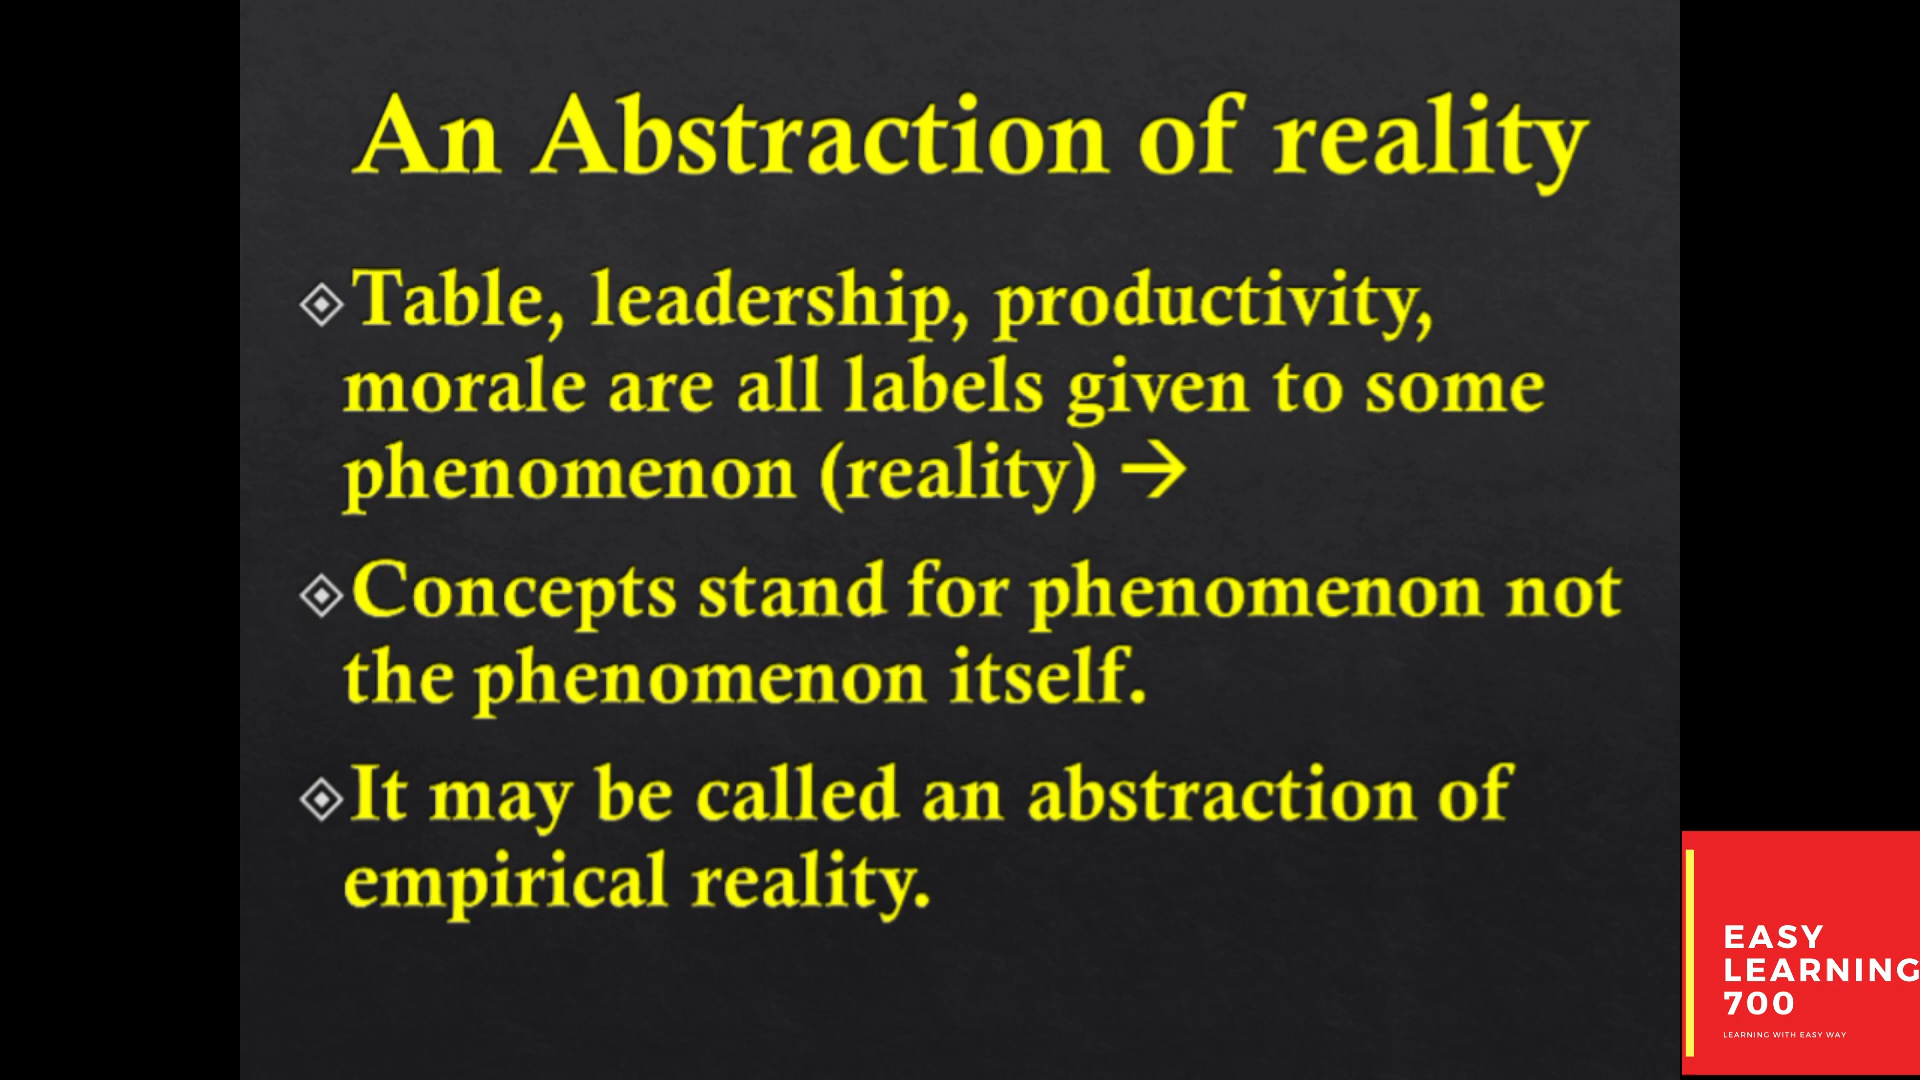 An Abstraction of reality
Table, leadership, productivity,
morale are all labels given to some
phenomenon (reality) →
Concepts stand for phenomenon not
the phenomenon itself.
It may be called an abstraction of
empirical reality.
EASY
LEARNING
700
LEARNING WITH EASY WAY